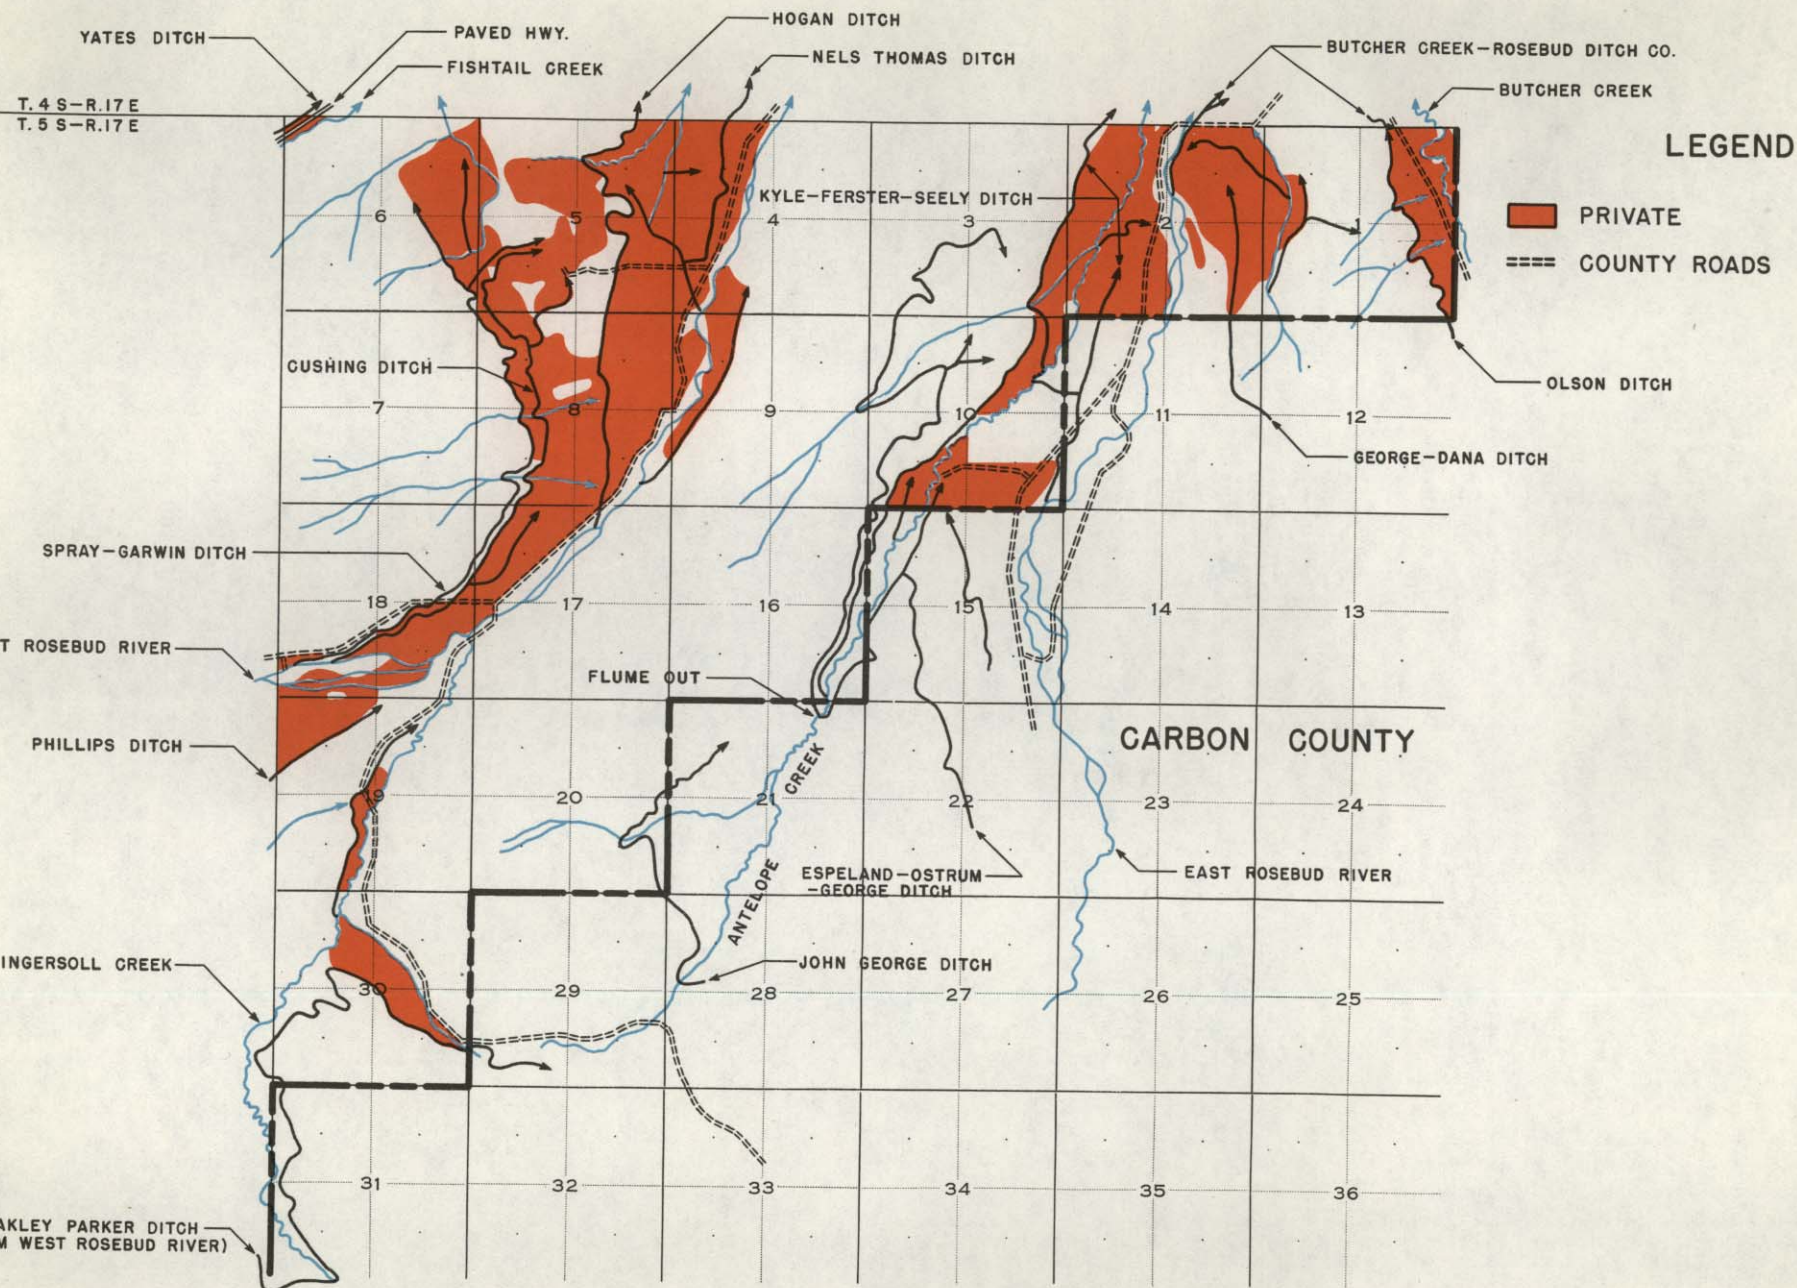 HOGAN DITCH
YATES DITCH
PAVED HWY.
NELS THOMAS DITCH
BUTCHER CREEK-ROSEBUD DITCH CO.
FISHTAIL CREEK
BUTCHER CREEK
T. 4 S-R. 17 E
T. 5 S-R. 17 E
LEGEND
PRIVATE
COUNTY ROADS
KYLE-FERSTER-SEELY DITCH
6 5 4 3 2 1
CUSHING DITCH
OLSON DITCH
7 8 9 10 11 12
GEORGE-DANA DITCH
SPRAY-GARWIN DITCH
18 17 16 15 14 13
T ROSEBUD RIVER
FLUME OUT
PHILLIPS DITCH
CARBON COUNTY
19 20 21 22 23 24
ANTELOPE CREEK
ESPELAND-OSTRUM
-GEORGE DITCH
EAST ROSEBUD RIVER
INGERSOLL CREEK
JOHN GEORGE DITCH
30 29 28 27 26 25
31 32 33 34 35 36
AKLEY PARKER DITCH
M WEST ROSEBUD RIVER)